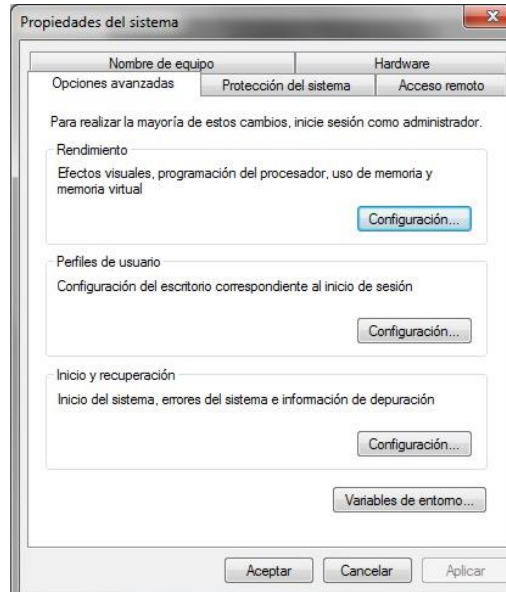 Propiedades del sistema
X
Nombre de equipo
Hardware
Opciones avanzadas
Protección del sistema
Acceso remoto
Para realizar la mayoría de estos cambios, inicie sesión como administrador.
Rendimiento
Efectos visuales, programación del procesador, uso de memoria y
memoria virtual
Configuración...
Perfiles de usuario
Configuración del escritorio correspondiente al inicio de sesión
Configuración...
Inicio y recuperación
Inicio del sistema, errores del sistema e información de depuración
Configuración...
Variables de entorno...
Aceptar
Cancelar
Aplicar